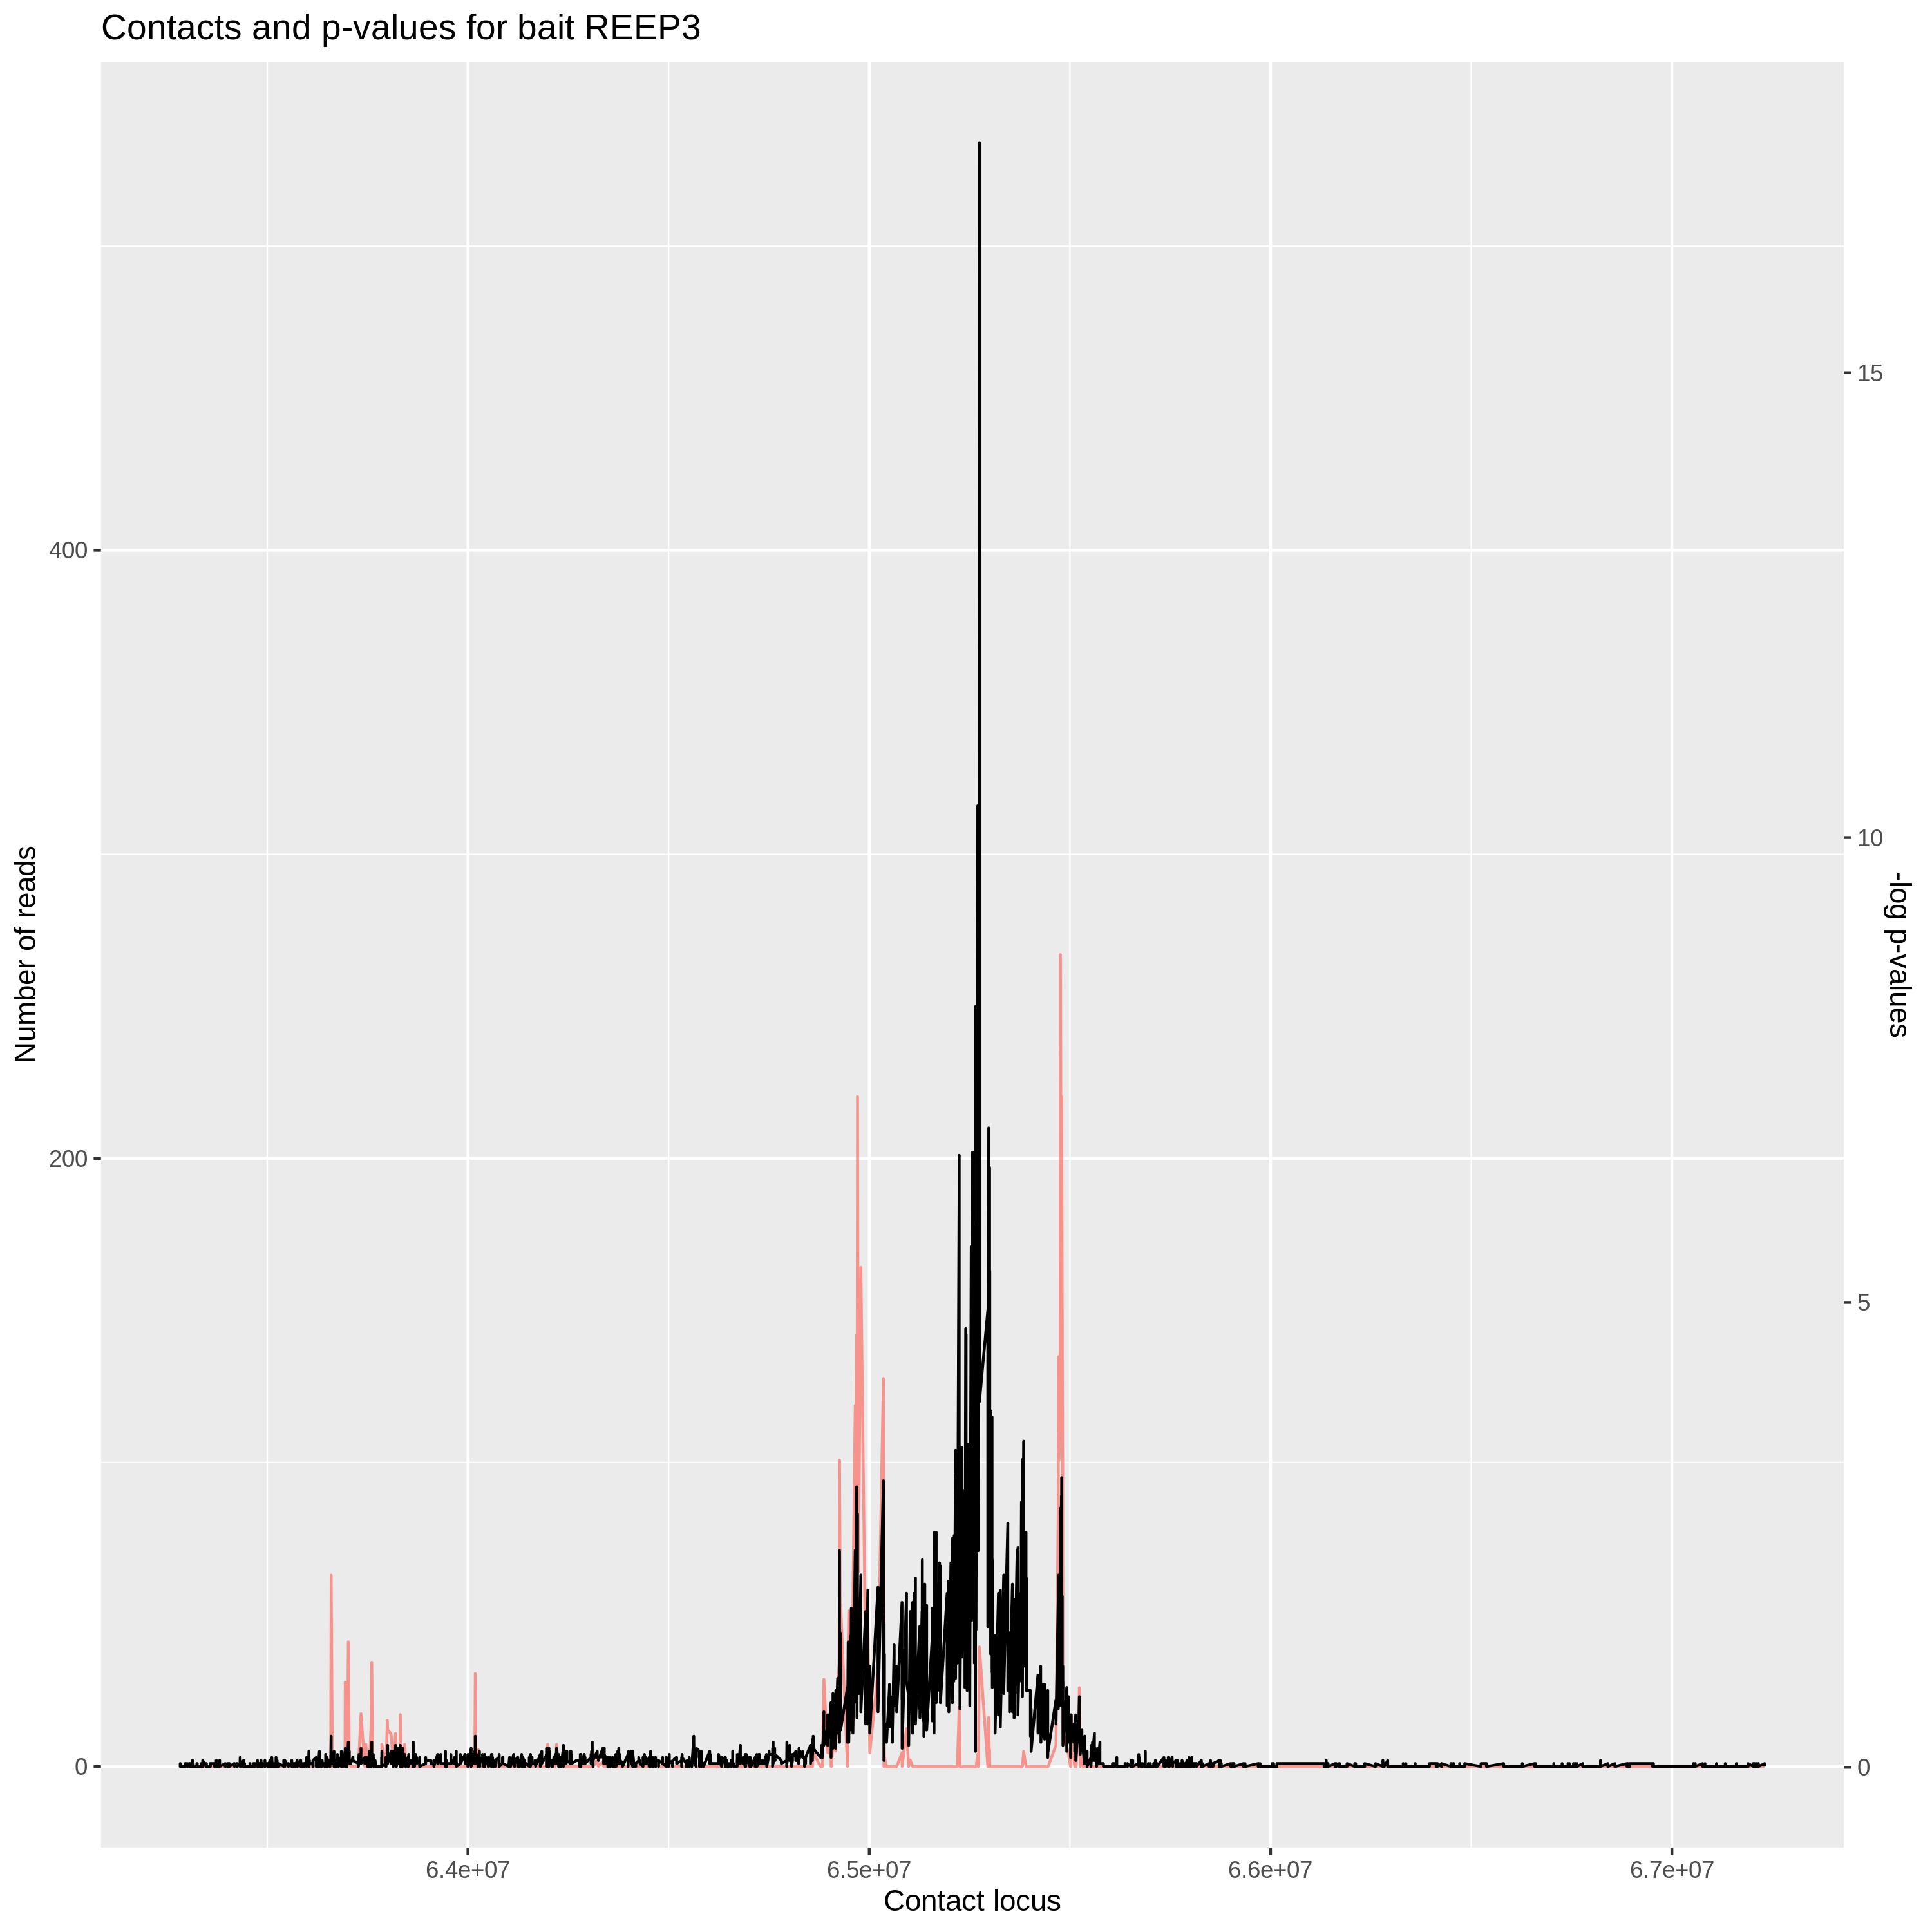 Contacts and p-values for bait REEP3
Number of reads
400
200
0
15
10
5
0
-log p-values
6.4e+07 6.5e+07 6.6e+07 6.7e+07
Contact locus